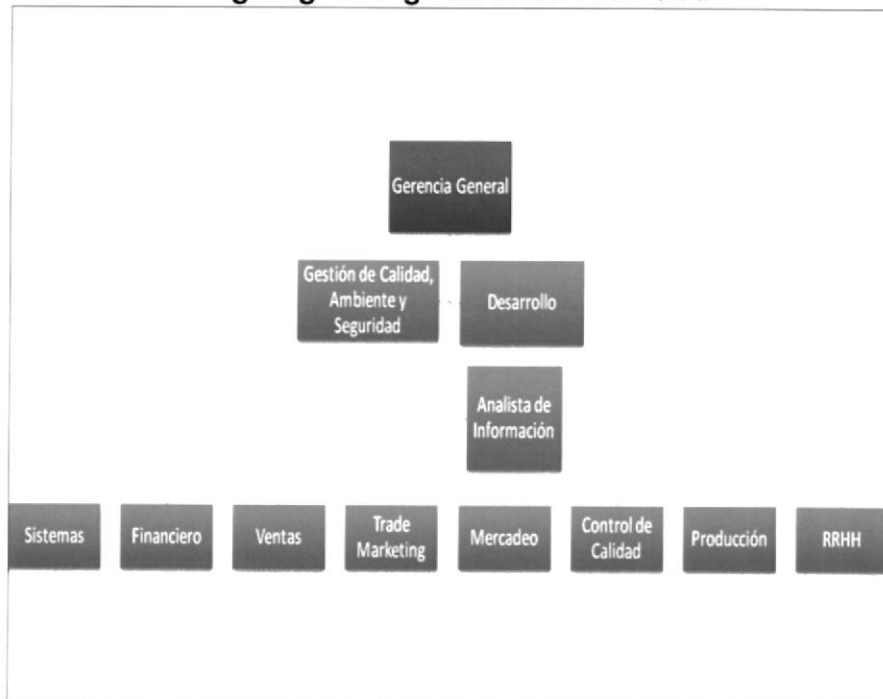 Gerencia General
Gestión de Calidad,
Ambiente y
Seguridad
Desarrollo
Analista de
Información
Sistemas
Financiero
Ventas
Trade
Marketing
Mercadeo
Control de
Calidad
Producción
RRHH